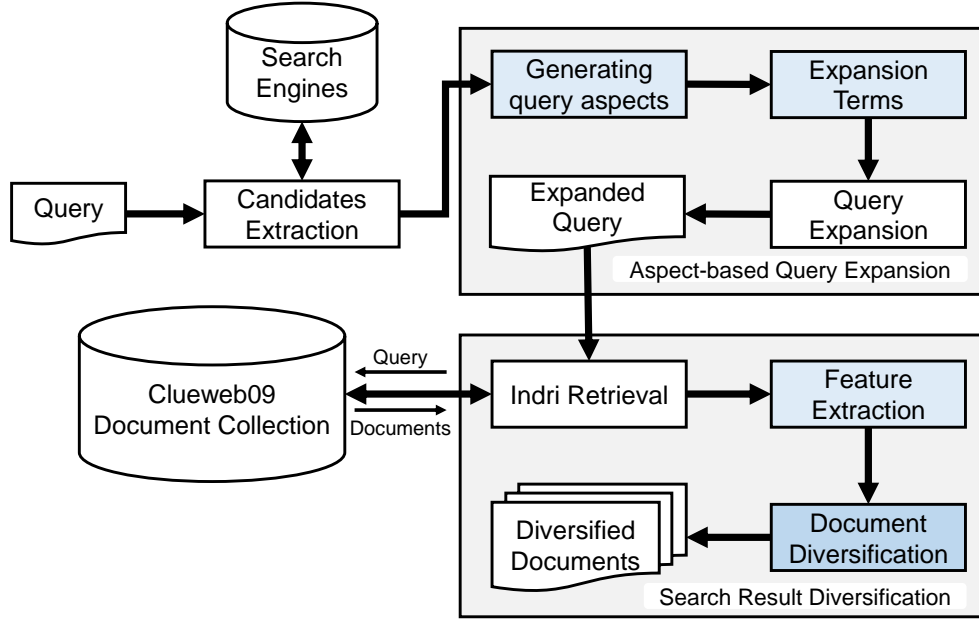 Search
Engines
Query
Candidates
Extraction
Generating
query aspects
Expansion
Terms
Expanded
Query
Query
Expansion
Aspect-based Query Expansion
Clueweb09
Document Collection
Query
Documents
Indri Retrieval
Feature
Extraction
Diversified
Documents
Document
Diversification
Search Result Diversification